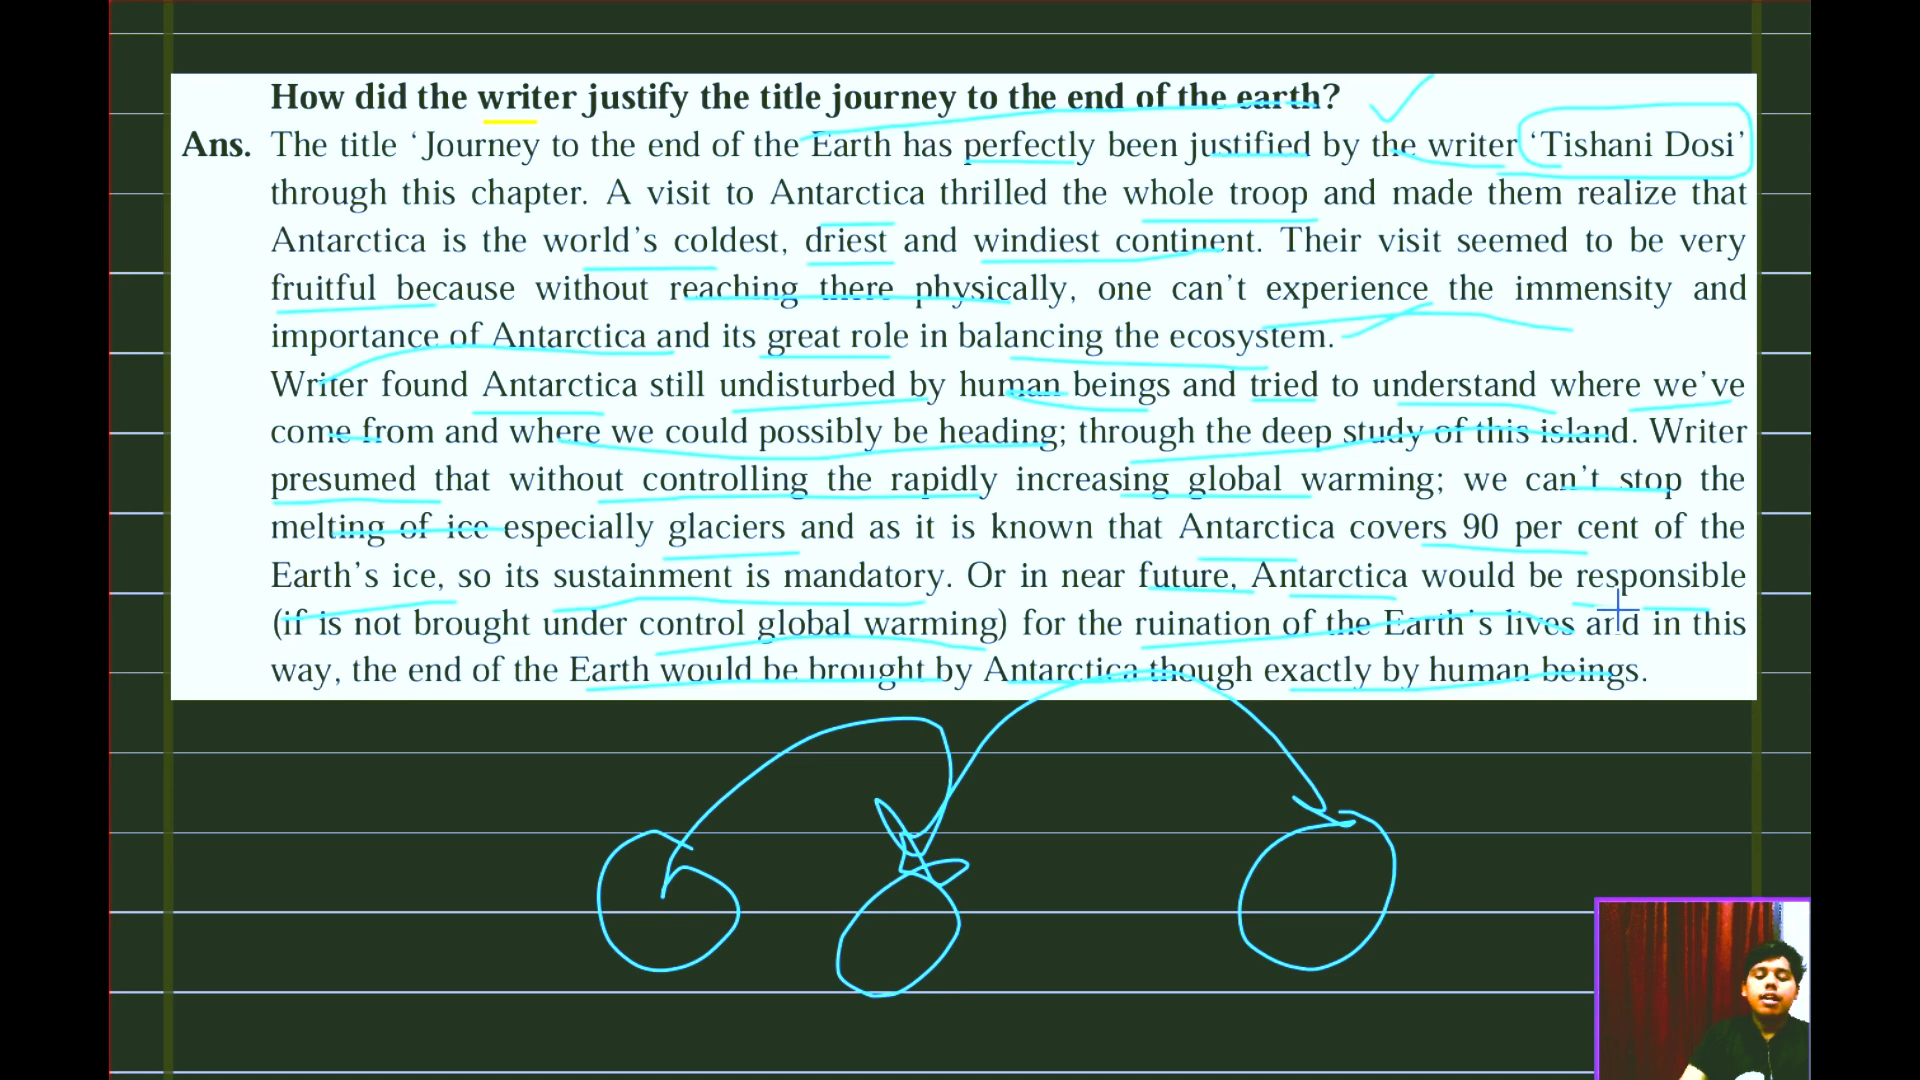 How did the writer justify the title journey to the end of the earth?
Ans. The title ‘Journey to the end of the Earth has perfectly been justified by the writer ‘Tishani Dosi’
through this chapter. A visit to Antarctica thrilled the whole troop and made them realize that
Antarctica is the world’s coldest, driest and windiest continent. Their visit seemed to be very
fruitful because without reaching there physically, one can’t experience the immensity and
importance of Antarctica and its great role in balancing the ecosystem.
Writer found Antarctica still undisturbed by human beings and tried to understand where we’ve
come from and where we could possibly be heading; through the deep study of this island. Writer
presumed that without controlling the rapidly increasing global warming; we can’t stop the
melting of ice especially glaciers and as it is known that Antarctica covers 90 per cent of the
Earth’s ice, so its sustainment is mandatory. Or in near future, Antarctica would be responsible
(if is not brought under control global warming) for the ruination of the Earth’s lives and in this
way, the end of the Earth would be brought by Antarctica though exactly by human beings.